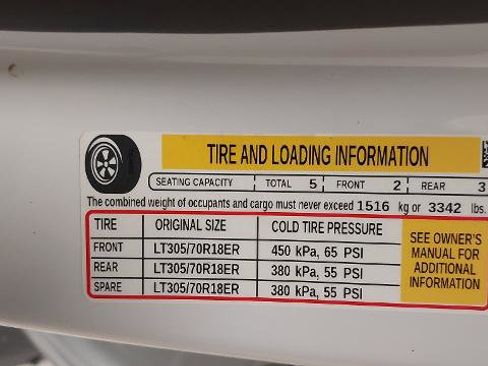 TIRE AND LOADING INFORMATION
SEATING CAPACITY TOTAL 5 FRONT 2 REAR 3
The combined weight of occupants and cargo must never exceed 1516 kg or 3342 lbs.
TIRE ORIGINAL SIZE COLD TIRE PRESSURE
FRONT LT305/70R18ER 450 kPa, 65 PSI
REAR LT305/70R18ER 380 kPa, 55 PSI
SPARE LT305/70R18ER 380 kPa, 55 PSI
SEE OWNER'S
MANUAL FOR
ADDITIONAL
INFORMATION